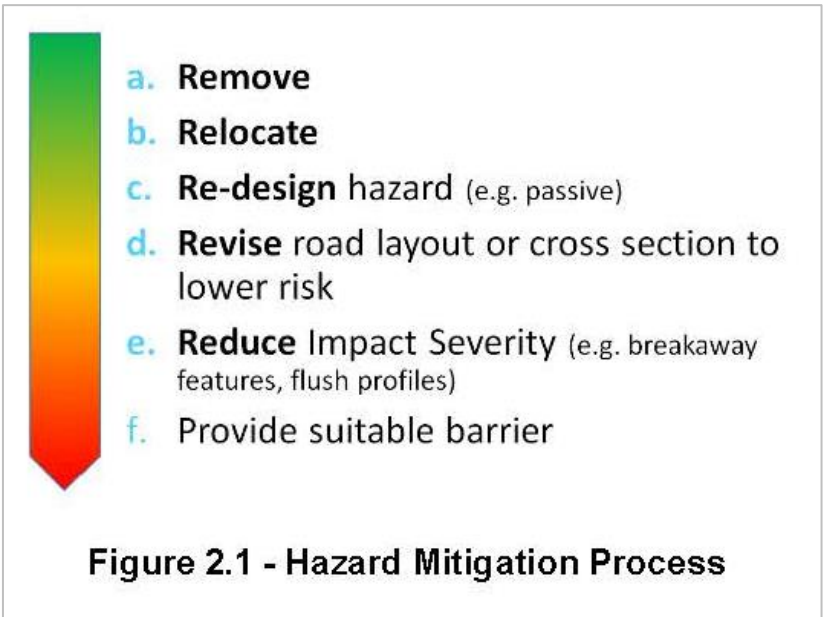 a. Remove
b. Relocate
c. Re-design hazard (e.g. passive)
d. Revise road layout or cross section to
lower risk
e. Reduce Impact Severity (e.g. breakaway
features, flush profiles)
f. Provide suitable barrier
Figure 2.1 - Hazard Mitigation Process